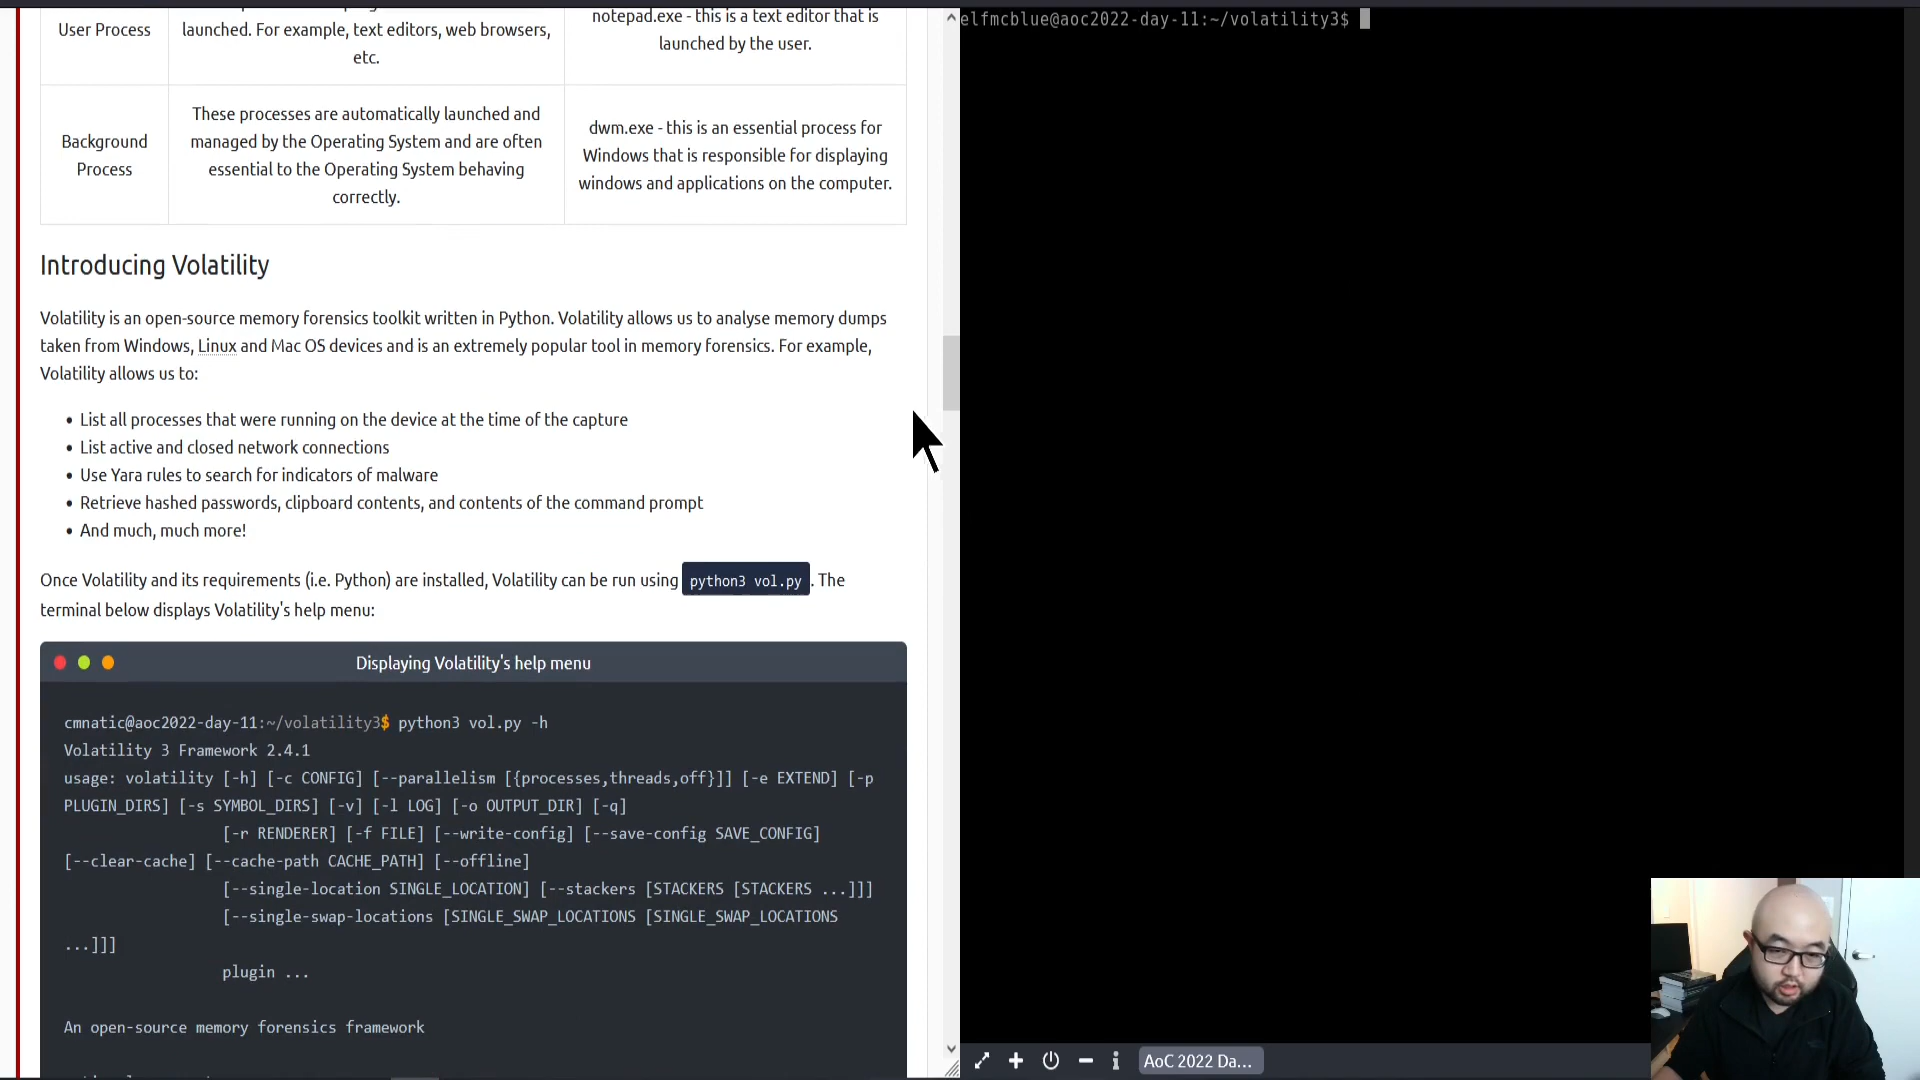 User Process
launched. For example, text editors, web browsers,
etc.
notepad.exe - this is a text editor that is
launched by the user.
Background
Process
These processes are automatically launched and
managed by the Operating System and are often
essential to the Operating System behaving
correctly.
dwm.exe - this is an essential process for
Windows that is responsible for displaying
windows and applications on the computer.
Introducing Volatility
Volatility is an open-source memory forensics toolkit written in Python. Volatility allows us to analyse memory dumps
taken from Windows, Linux and Mac OS devices and is an extremely popular tool in memory forensics. For example,
Volatility allows us to:
• List all processes that were running on the device at the time of the capture
• List active and closed network connections
• Use Yara rules to search for indicators of malware
• Retrieve hashed passwords, clipboard contents, and contents of the command prompt
• And much, much more!
Once Volatility and its requirements (i.e. Python) are installed, Volatility can be run using python3 vol.py. The
terminal below displays Volatility's help menu:
Displaying Volatility's help menu
cmnatic@aoc2022-day-11:~/volatility3$ python3 vol.py -h
Volatility 3 Framework 2.4.1
usage: volatility [-h] [-c CONFIG] [--parallelism [{processes,threads,off}]] [-e EXTEND] [-p
PLUGIN_DIRS] [-s SYMBOL_DIRS] [-v] [-l LOG] [-o OUTPUT_DIR] [-q]
[-r RENDERER] [-f FILE] [--write-config] [--save-config SAVE_CONFIG]
[--clear-cache] [--cache-path CACHE_PATH] [--offline]
[--single-location SINGLE_LOCATION] [--stackers [STACKERS [STACKERS ...]]]
[--single-swap-locations [SINGLE_SWAP_LOCATIONS [SINGLE_SWAP_LOCATIONS
...]]]
plugin ...
An open-source memory forensics framework
elfmcblue@aoc2022-day-11:~/volatility3$
AoC 2022 Da...